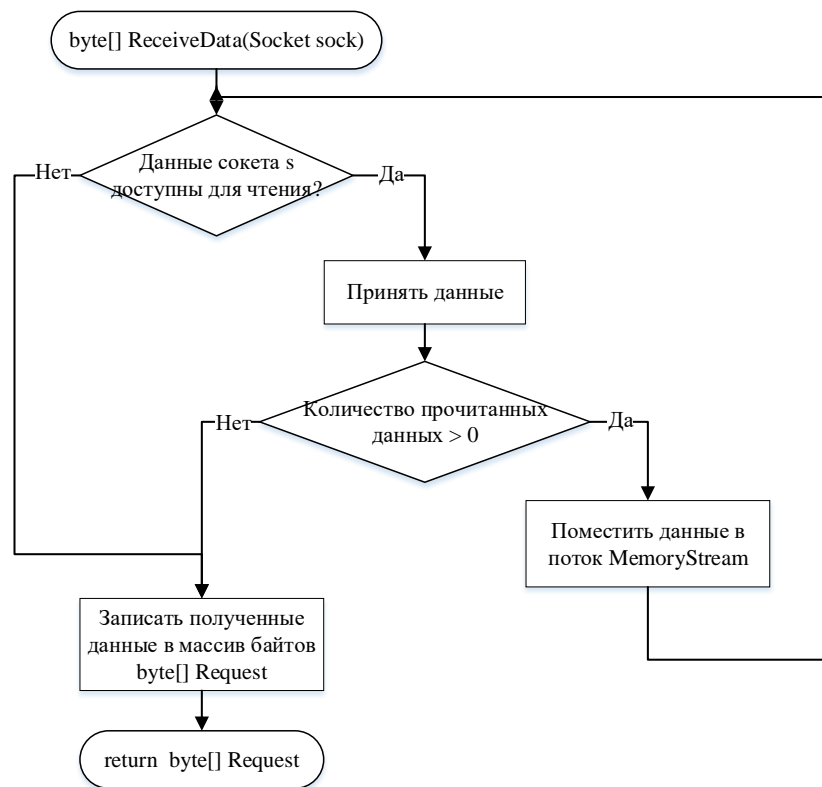 byte[] ReceiveData(Socket sock)
Данные сокета s
доступны для чтения?
Нет
Да
Принять данные
Количество прочитанных
данных > 0
Нет
Да
Поместить данные в
поток MemoryStream
Записать полученные
данные в массив байтов
byte[] Request
return byte[] Request